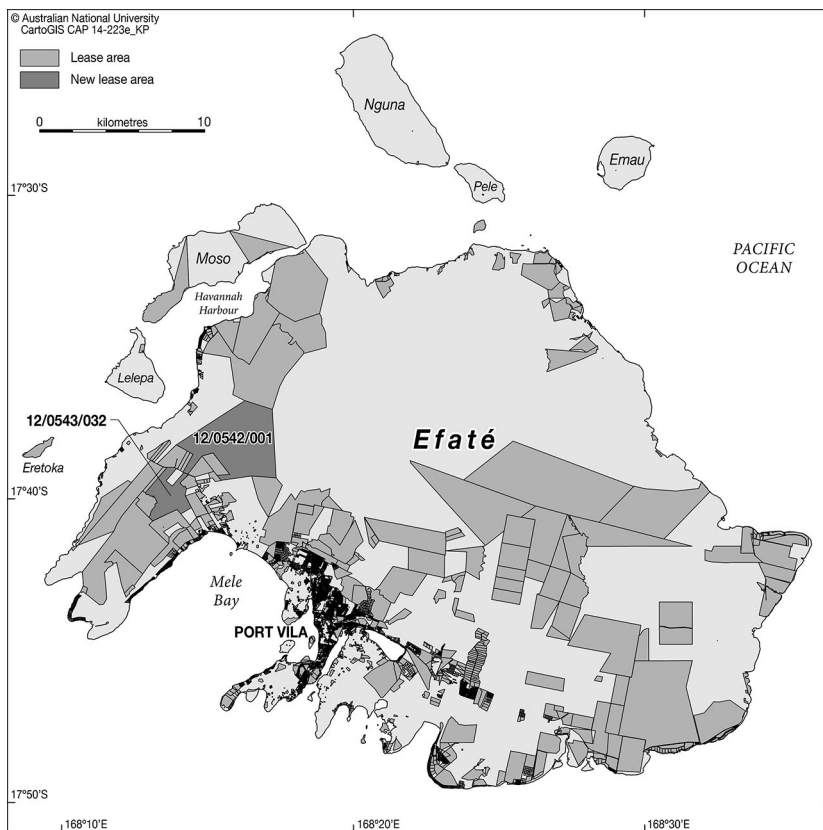 © Australian National University
CartoGIS CAP 14-223e_KP
Lease area
New lease area
0 kilometres 10
Nguna
Emau
Pele
17°30'S
PACIFIC
OCEAN
Moso
Havannah
Harbour
Lelepa
12/0543/032
12/0542/001
Efaté
Eretoka
17°40'S
Mele
Bay
PORT VILA
17°50'S
168°10'E
168°20'E
168°30'E